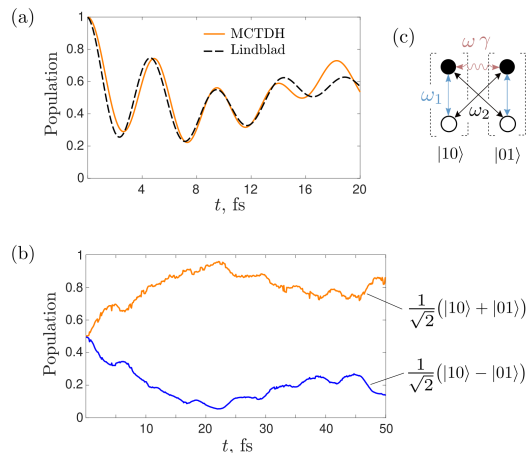 (a)
Population
1
0.8
0.6
0.4
0.2
0
0 4 8 12 16 20
t, fs
MCTDH
Lindblad
(c)
ω γ
ω₁
ω₂
|10⟩ |01⟩
(b)
Population
1
0.8
0.6
0.4
0.2
0
10 20 30 40 50
t, fs
1/√2(|10⟩ + |01⟩)
1/√2(|10⟩ − |01⟩)